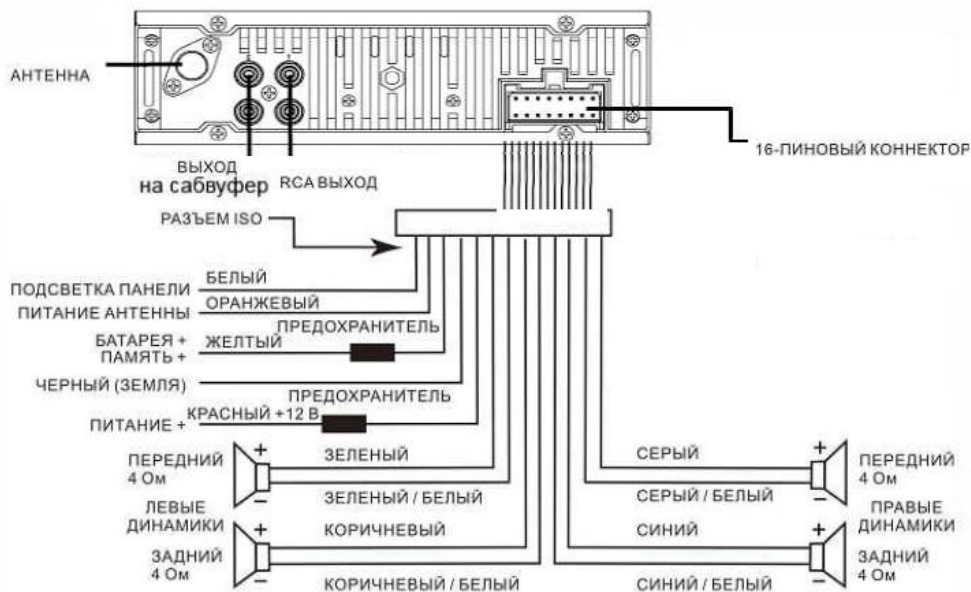 АНТЕННА
16-ПИНОВЫЙ КОННЕКТОР
ВЫХОД
на сабвуфер
RCA ВЫХОД
РАЗЪЕМ ISO
БЕЛЫЙ
ПОДСВЕТКА ПАНЕЛИ
ОРАНЖЕВЫЙ
ПИТАНИЕ АНТЕННЫ
ПРЕДОХРАНИТЕЛЬ
БАТАРЕЯ +
ЖЕЛТЫЙ
ПАМЯТЬ +
ЧЕРНЫЙ (ЗЕМЛЯ)
ПРЕДОХРАНИТЕЛЬ
КРАСНЫЙ +12 В
ПИТАНИЕ +
ПЕРЕДНИЙ
4 Ом
+
−
ЗЕЛЕНЫЙ
ЗЕЛЕНЫЙ / БЕЛЫЙ
ЛЕВЫЕ
ДИНАМИКИ
ЗАДНИЙ
4 Ом
+
−
КОРИЧНЕВЫЙ
КОРИЧНЕВЫЙ / БЕЛЫЙ
СЕРЫЙ
СЕРЫЙ / БЕЛЫЙ
+
−
ПЕРЕДНИЙ
4 Ом
ПРАВЫЕ
ДИНАМИКИ
СИНИЙ
СИНИЙ / БЕЛЫЙ
+
−
ЗАДНИЙ
4 Ом